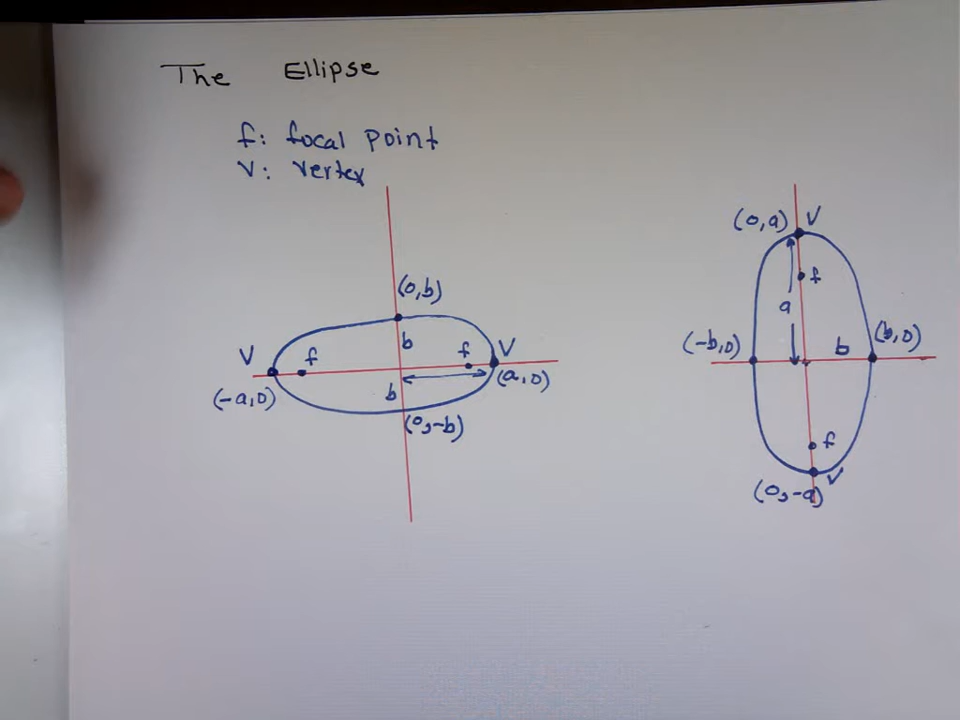 The Ellipse
f: focal point
V: vertex
(0,b)
b
V f f V
(-a,0) (a,0)
b
(0,-b)
(0,a) V
f
a
(-b,0) b (b,0)
f
V
(0,-a)